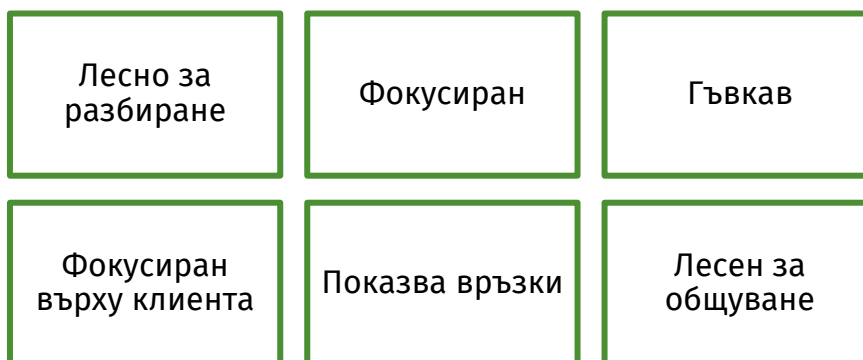 Лесно за
разбиране
Фокусиран
Гъвкав
Фокусиран
върху клиента
Показва връзки
Лесен за
общуване